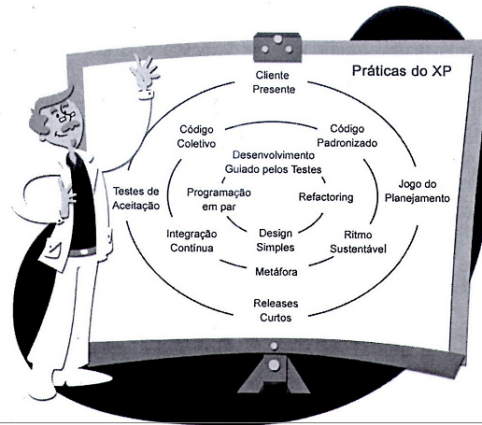 Práticas do XP
Cliente
Presente
Código
Coletivo
Código
Padronizado
Desenvolvimento
Guiado pelos Testes
Testes de
Aceitação
Programação
em par
Refactoring
Jogo do
Planejamento
Integração
Contínua
Design
Simples
Ritmo
Sustentável
Metáfora
Releases
Curtos